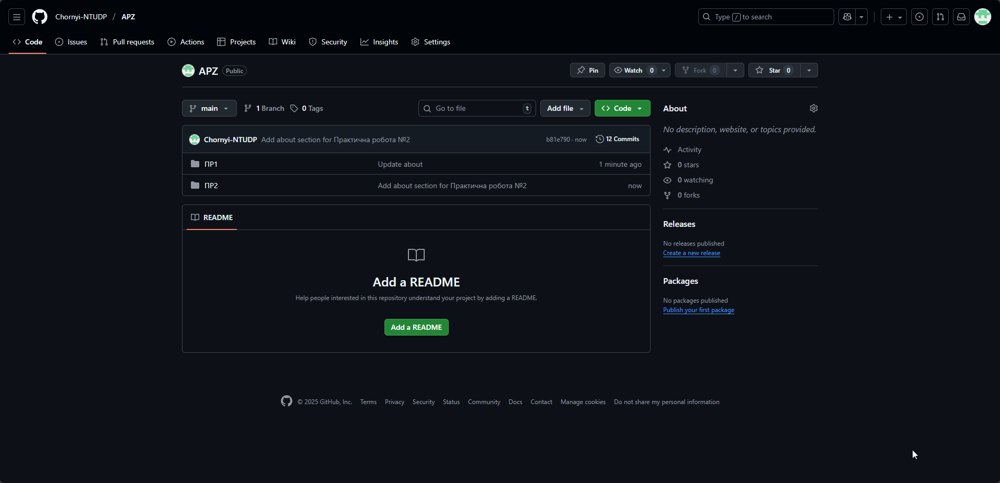 Chornyi-NTUDP / APZ
Type / to search
Code Issues Pull requests Actions Projects Wiki Security Insights Settings
APZ Public
Pin Watch 0 Fork 0 Star 0
main 1 Branch 0 Tags Go to file t Add file Code
Chornyi-NTUDP Add about section for Практична робота №2 b81e790 · now 12 Commits
ПР1 Update about 1 minute ago
ПР2 Add about section for Практична робота №2 now
README
Add a README
Help people interested in this repository understand your project by adding a README.
Add a README
About
No description, website, or topics provided.
Activity
0 stars
0 watching
0 forks
Releases
No releases published
Create a new release
Packages
No packages published
Publish your first package
© 2025 GitHub, Inc. Terms Privacy Security Status Community Docs Contact Manage cookies Do not share my personal information